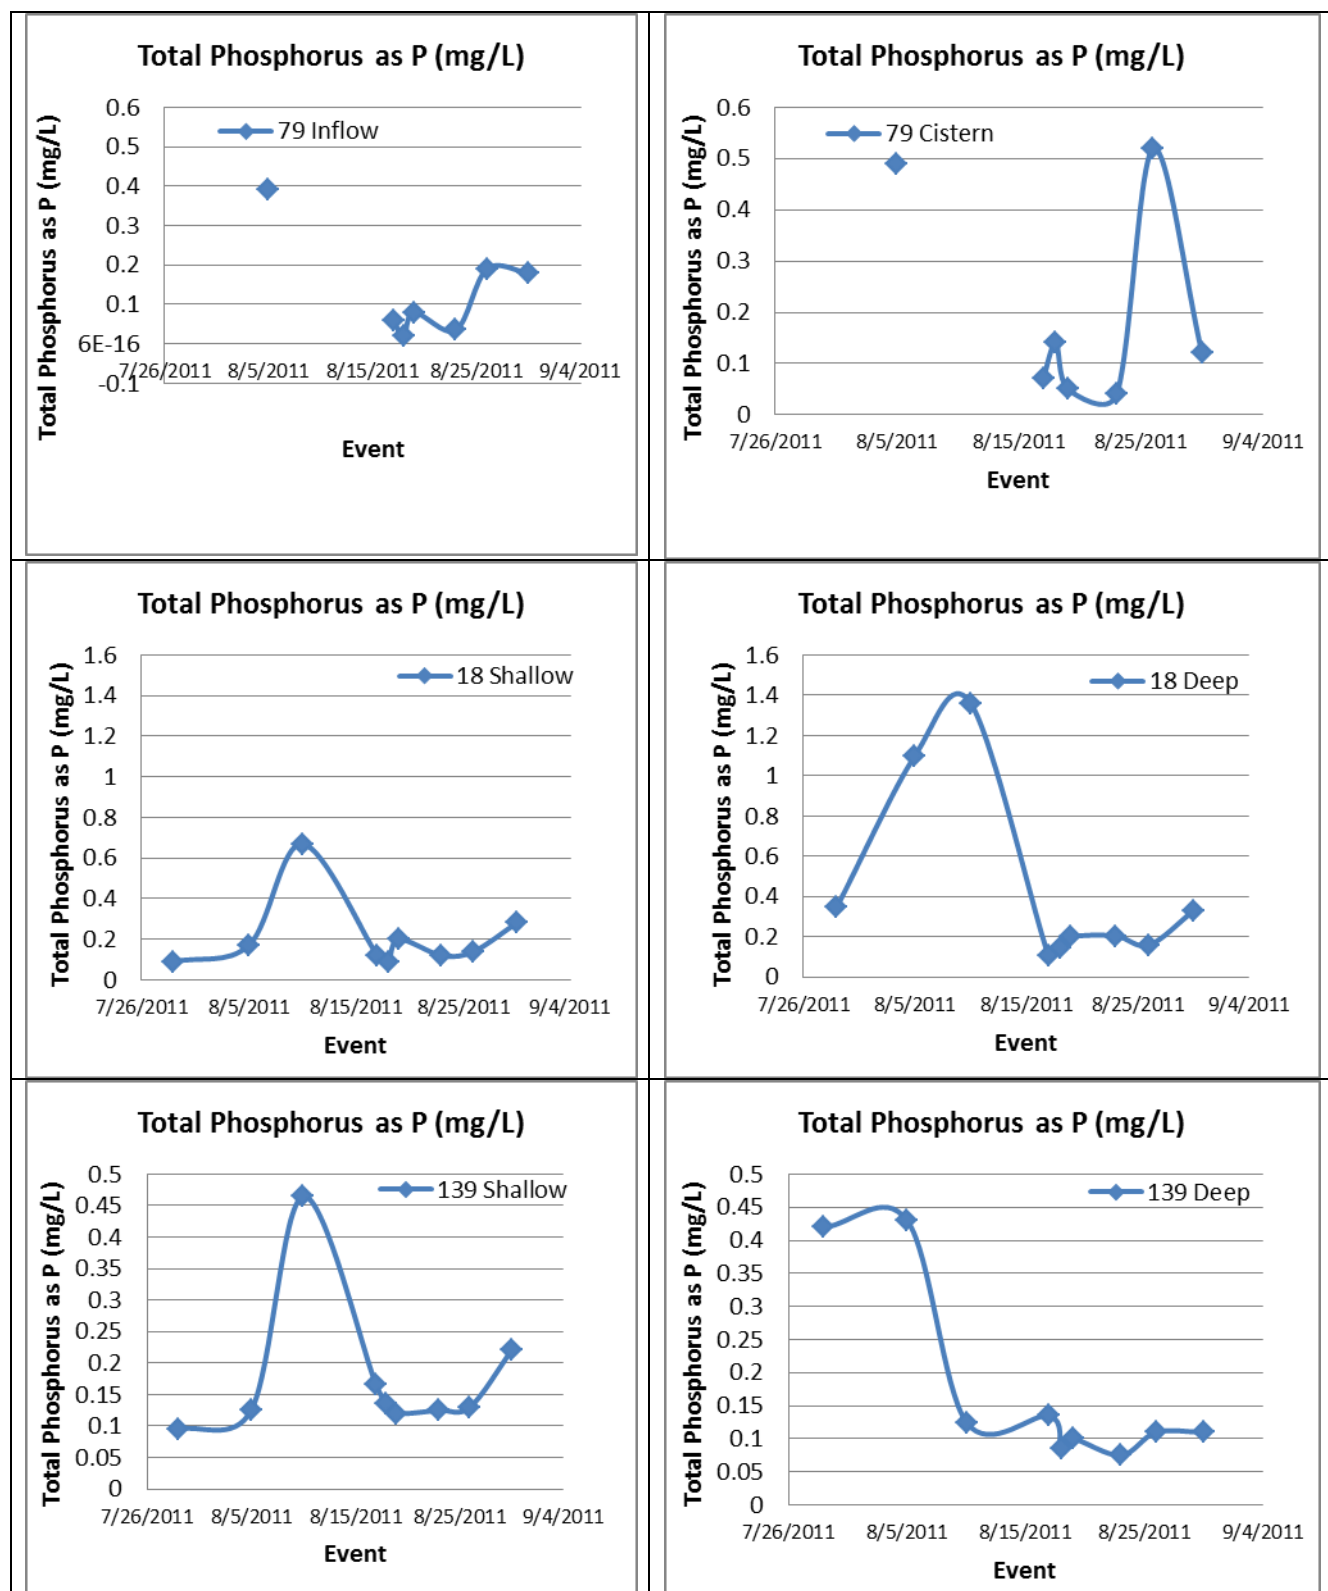 Total Phosphorus as P (mg/L)
Total Phosphorus as P (mg/L)
0.6
0.5
0.4
0.3
0.2
0.1
6E-16
-0.1
79 Inflow
7/26/2011 8/5/2011 8/15/2011 8/25/2011 9/4/2011
Event
Total Phosphorus as P (mg/L)
Total Phosphorus as P (mg/L)
0.6
0.5
0.4
0.3
0.2
0.1
0
79 Cistern
7/26/2011 8/5/2011 8/15/2011 8/25/2011 9/4/2011
Event
Total Phosphorus as P (mg/L)
Total Phosphorus as P (mg/L)
1.6
1.4
1.2
1
0.8
0.6
0.4
0.2
0
18 Shallow
7/26/2011 8/5/2011 8/15/2011 8/25/2011 9/4/2011
Event
Total Phosphorus as P (mg/L)
Total Phosphorus as P (mg/L)
1.6
1.4
1.2
1
0.8
0.6
0.4
0.2
0
18 Deep
7/26/2011 8/5/2011 8/15/2011 8/25/2011 9/4/2011
Event
Total Phosphorus as P (mg/L)
Total Phosphorus as P (mg/L)
0.5
0.45
0.4
0.35
0.3
0.25
0.2
0.15
0.1
0.05
0
139 Shallow
7/26/2011 8/5/2011 8/15/2011 8/25/2011 9/4/2011
Event
Total Phosphorus as P (mg/L)
Total Phosphorus as P (mg/L)
0.5
0.45
0.4
0.35
0.3
0.25
0.2
0.15
0.1
0.05
0
139 Deep
7/26/2011 8/5/2011 8/15/2011 8/25/2011 9/4/2011
Event